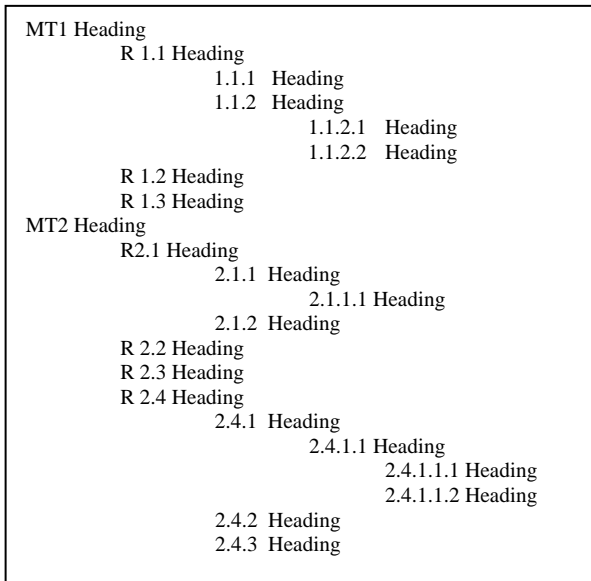 MT1 Heading
R 1.1 Heading
1.1.1 Heading
1.1.2 Heading
1.1.2.1 Heading
1.1.2.2 Heading
R 1.2 Heading
R 1.3 Heading
MT2 Heading
R2.1 Heading
2.1.1 Heading
2.1.1.1 Heading
2.1.2 Heading
R 2.2 Heading
R 2.3 Heading
R 2.4 Heading
2.4.1 Heading
2.4.1.1 Heading
2.4.1.1.1 Heading
2.4.1.1.2 Heading
2.4.2 Heading
2.4.3 Heading